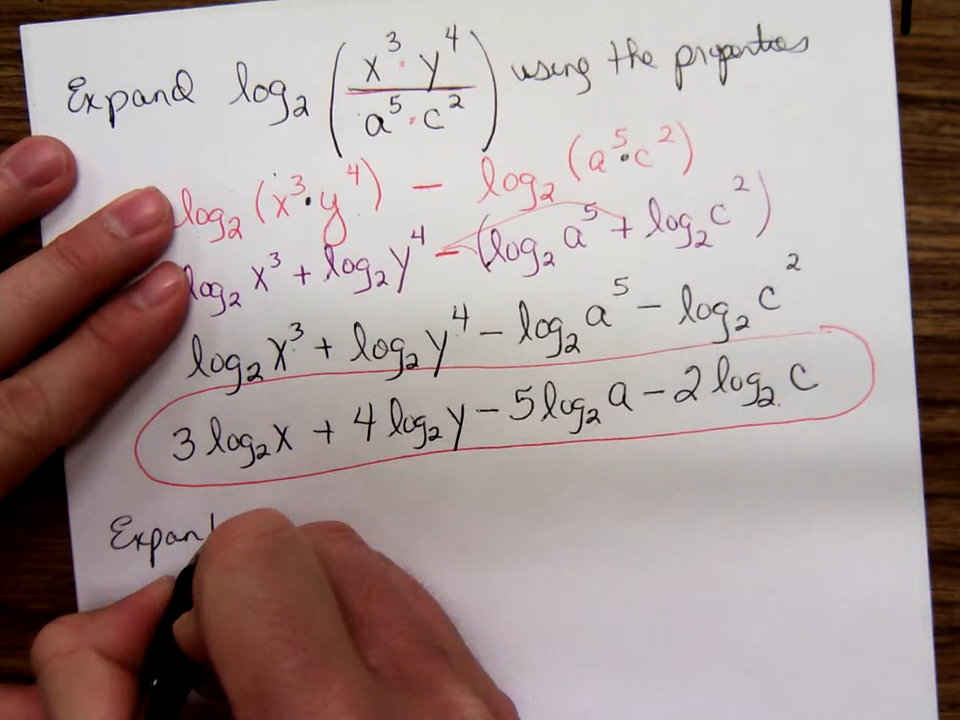 Expand log₂ (x³ · y⁴ / a⁵ · c²) using the properties
log₂ (x³ · y⁴) − log₂ (a⁵ · c²)
log₂ x³ + log₂ y⁴ − (log₂ a⁵ + log₂ c²)
log₂ x³ + log₂ y⁴ − log₂ a⁵ − log₂ c²
3 log₂ x + 4 log₂ y − 5 log₂ a − 2 log₂ c
Expan